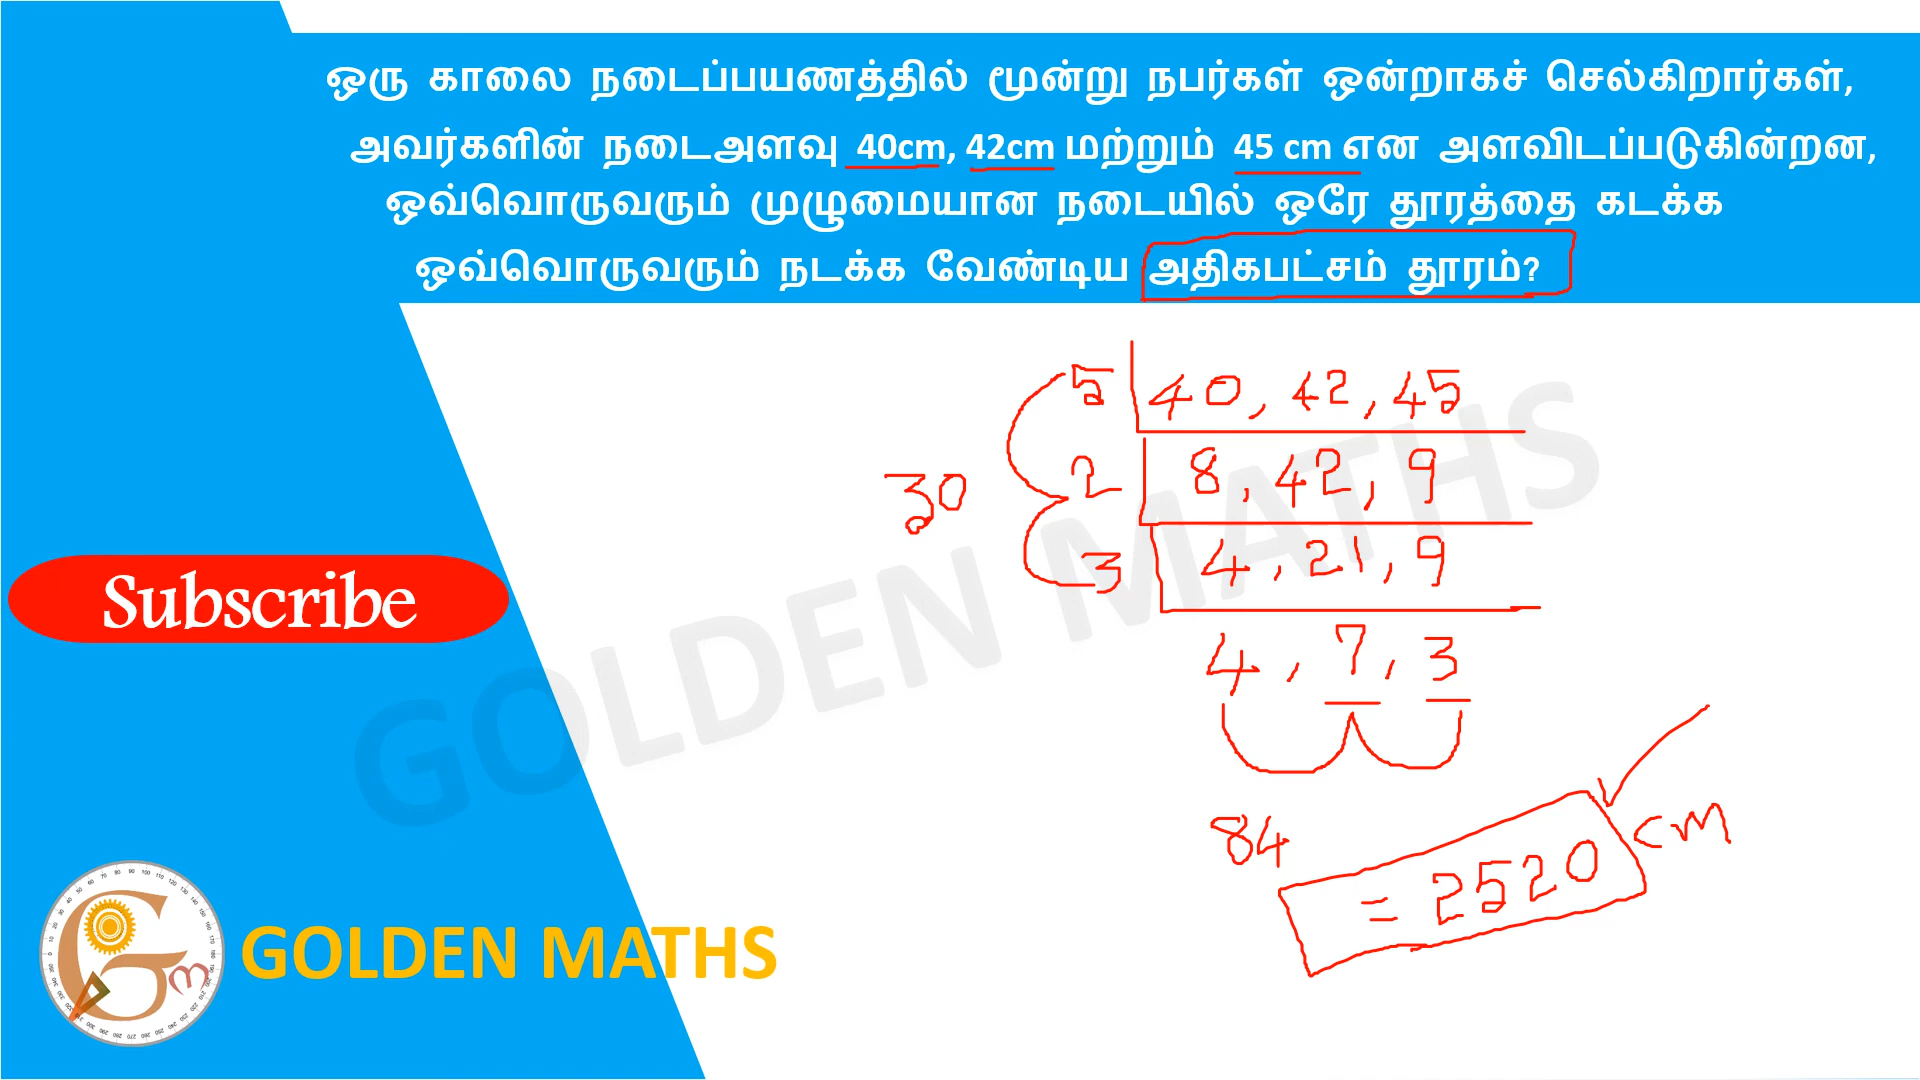 ஒரு காலை நடைப்பயணத்தில் மூன்று நபர்கள் ஒன்றாகச் செல்கிறார்கள்,
அவர்களின் நடைஅளவு 40cm, 42cm மற்றும் 45 cm என அளவிடப்படுகின்றன,
ஒவ்வொருவரும் முழுமையான நடையில் ஒரே தூரத்தை கடக்க
ஒவ்வொருவரும் நடக்க வேண்டிய அதிகபட்சம் தூரம்?
5 40, 42, 45
2 8, 42, 9
30
3 4, 21, 9
4, 7, 3
84
= 2520 cm
Subscribe
GOLDEN MATHS
GOLDEN MATHS